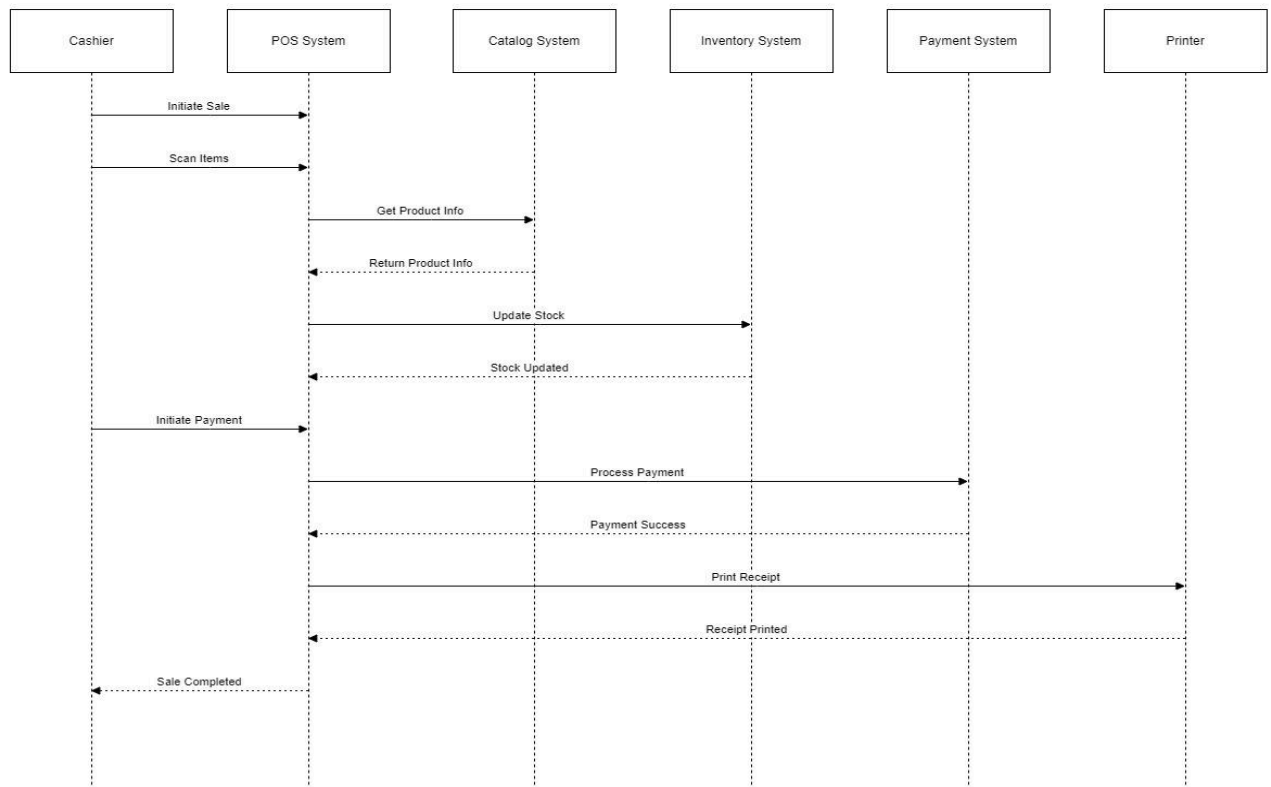 Cashier
POS System
Catalog System
Inventory System
Payment System
Printer
Initiate Sale
Scan Items
Get Product Info
Return Product Info
Update Stock
Stock Updated
Initiate Payment
Process Payment
Payment Success
Print Receipt
Receipt Printed
Sale Completed